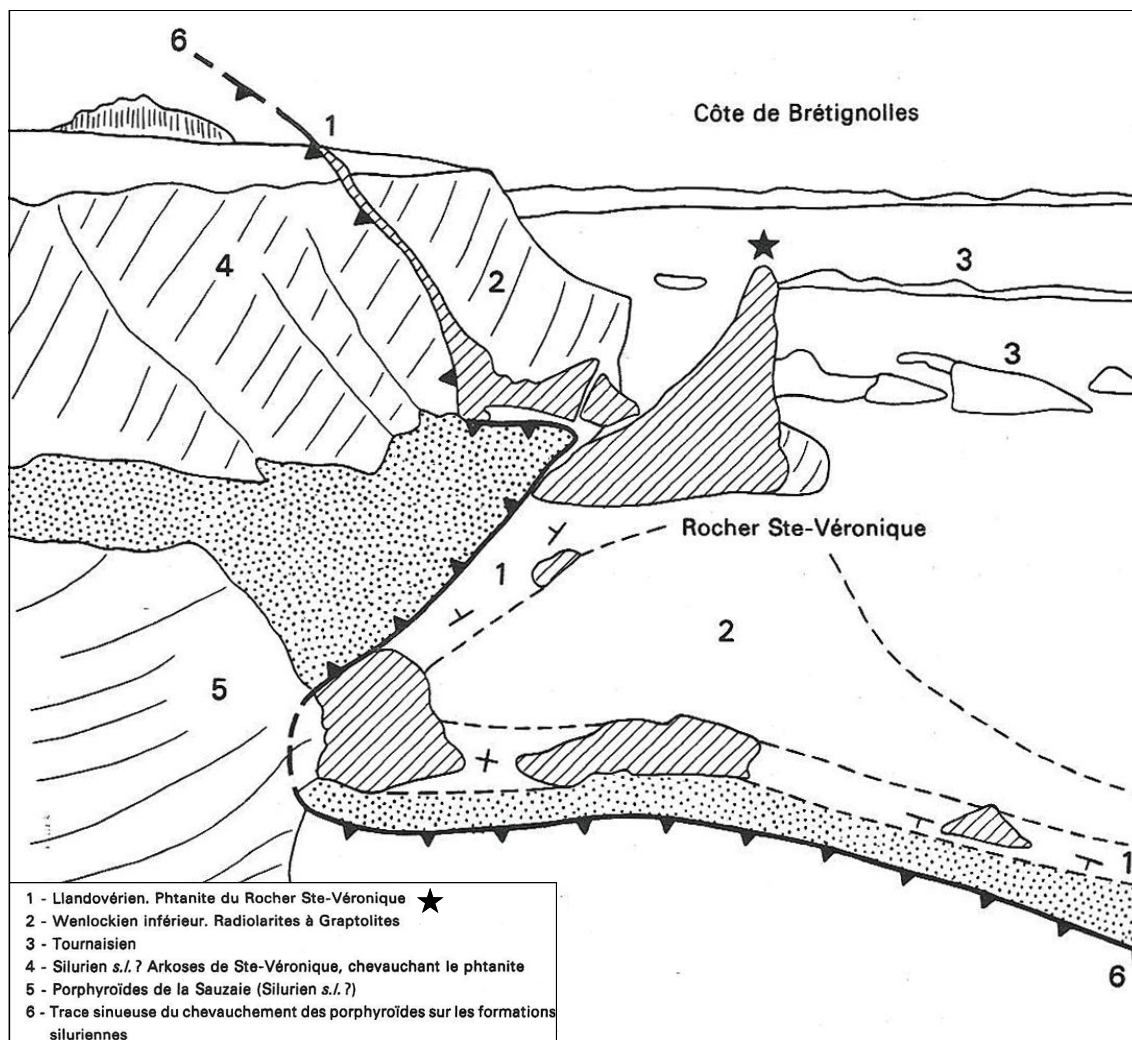 6
1
Côte de Brétignolles
4
2
3
3
Rocher Ste-Véronique
1
2
5
1
6
1 - Llandovérien. Phtanite du Rocher Ste-Véronique
2 - Wenlockien inférieur. Radiolarites à Graptolites
3 - Tournaisien
4 - Silurien s.l. ? Arkoses de Ste-Véronique, chevauchant le phtanite
5 - Porphyroïdes de la Sauzaie (Silurien s.l. ?)
6 - Trace sinueuse du chevauchement des porphyroïdes sur les formations
siluriennes